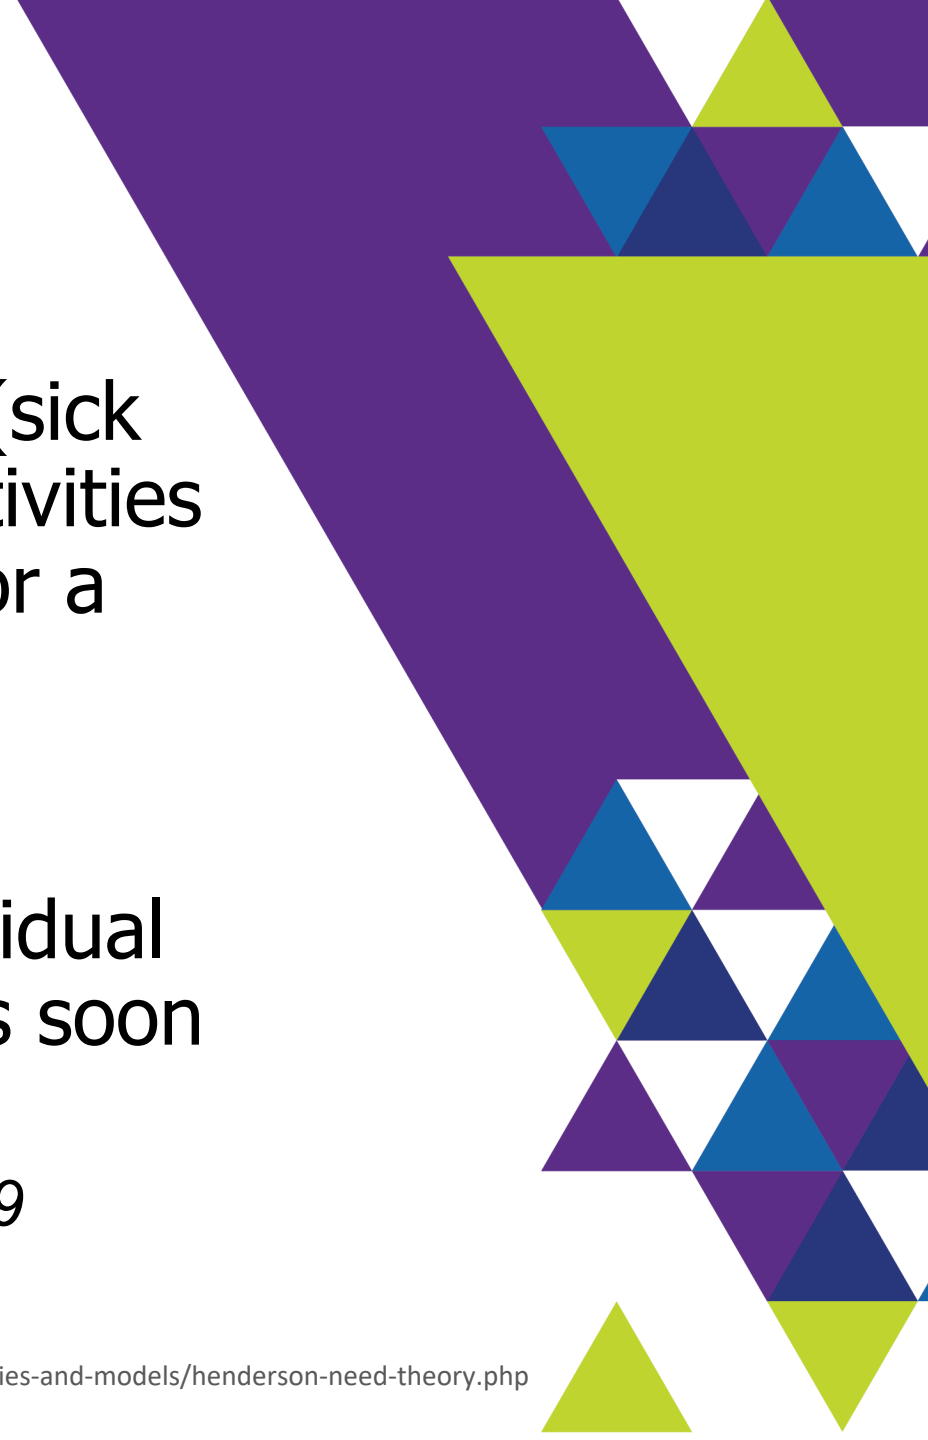 (sick
tivities
or a
idual
s soon
9
ies-and-models/henderson-need-theory.php